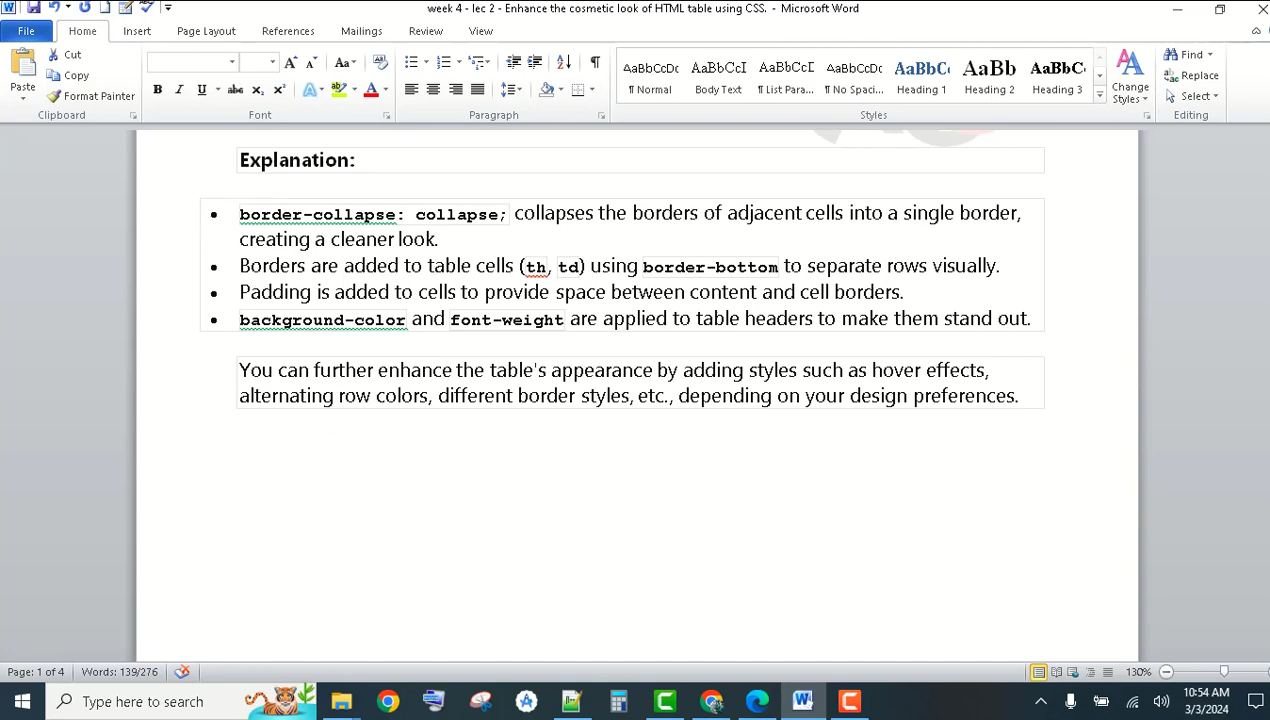 week 4 - lec 2 - Enhance the cosmetic look of HTML table using CSS. - Microsoft Word
File Home Insert Page Layout References Mailings Review View
Cut
Copy
Format Painter
Paste
Clipboard
Font
Paragraph
AaBbCcDc AaBbCcI AaBbCcDc AaBbCcDc AaBbC AaBb AaBbC
¶ Normal Body Text ¶ List Para... ¶ No Spaci... Heading 1 Heading 2 Heading 3
Styles
Change Styles
Find
Replace
Select
Editing
Explanation:
• border-collapse: collapse; collapses the borders of adjacent cells into a single border,
creating a cleaner look.
• Borders are added to table cells (th, td) using border-bottom to separate rows visually.
• Padding is added to cells to provide space between content and cell borders.
• background-color and font-weight are applied to table headers to make them stand out.
You can further enhance the table's appearance by adding styles such as hover effects,
alternating row colors, different border styles, etc., depending on your design preferences.
Page: 1 of 4 Words: 139/276 130%
Type here to search
10:54 AM
3/3/2024